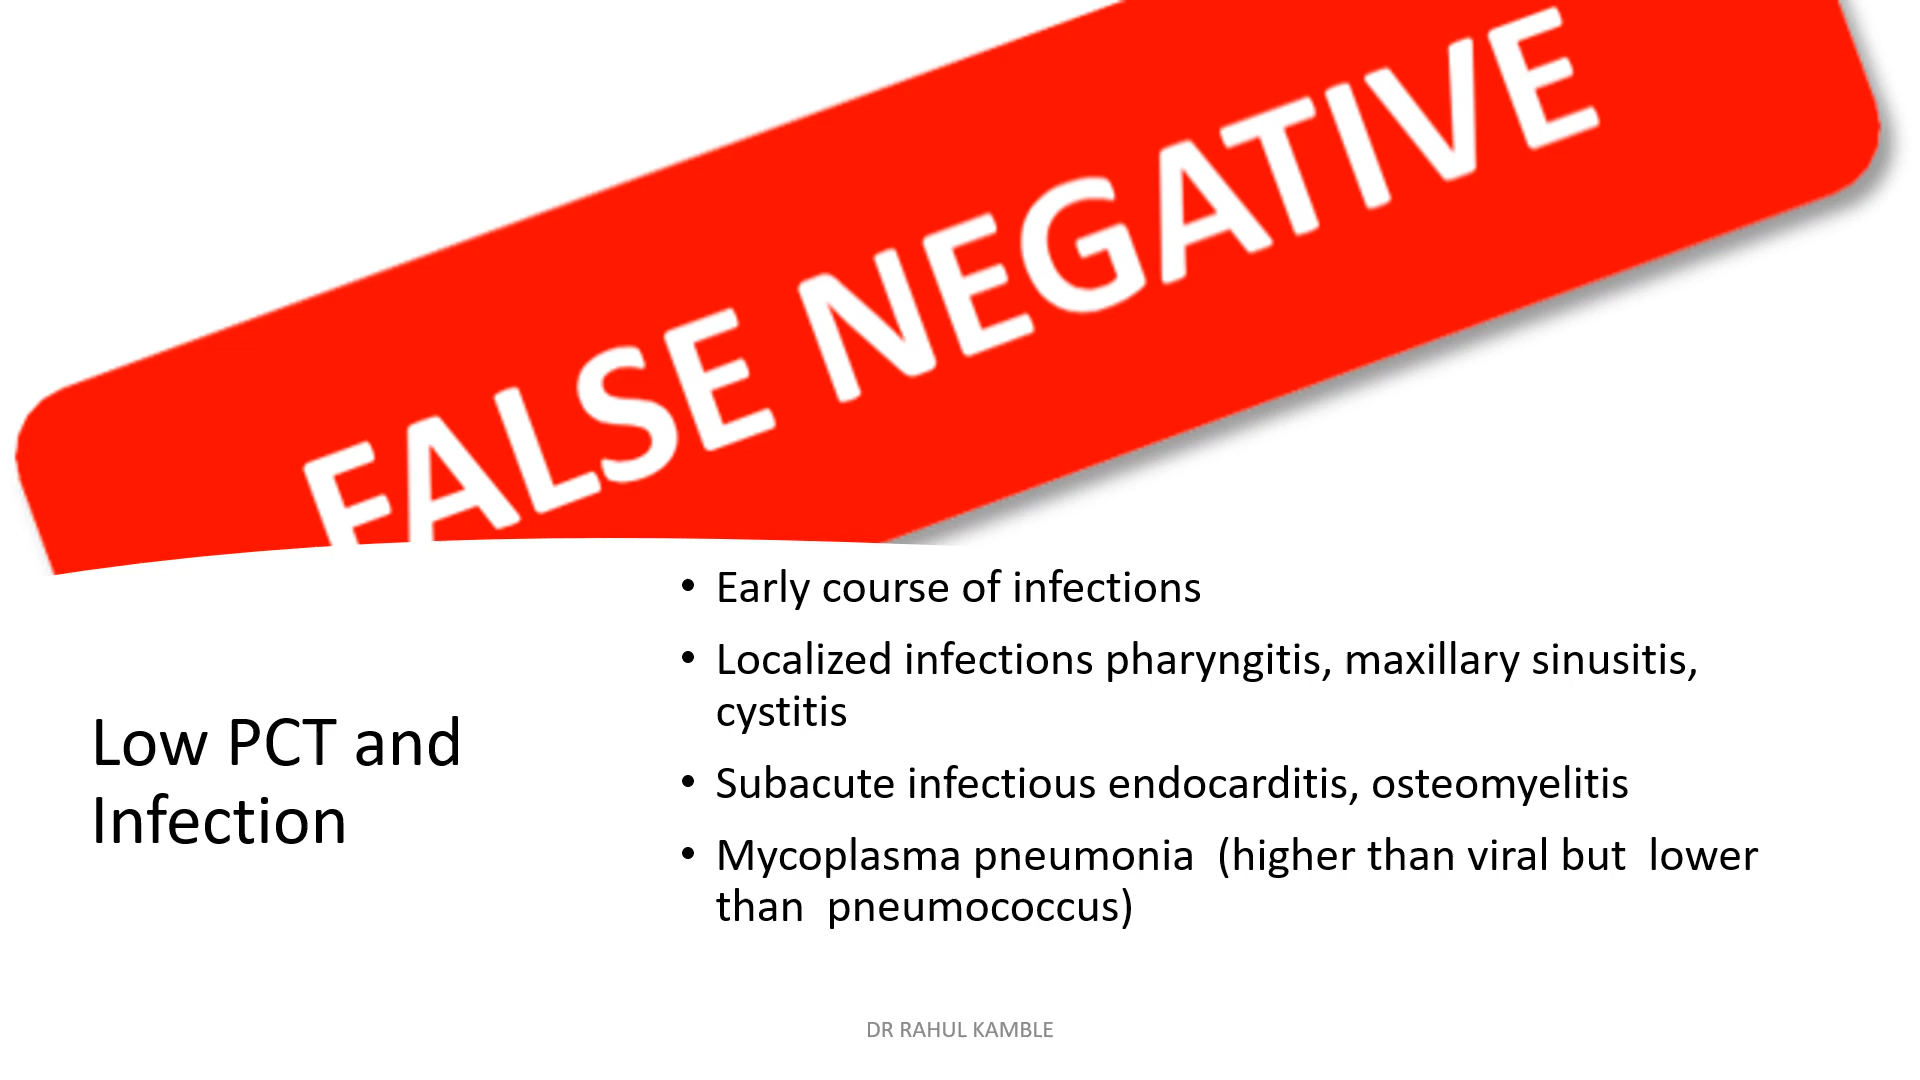 FALSE NEGATIVE
Low PCT and
Infection
• Early course of infections
• Localized infections pharyngitis, maxillary sinusitis,
cystitis
• Subacute infectious endocarditis, osteomyelitis
• Mycoplasma pneumonia  (higher than viral but  lower
than  pneumococcus)
DR RAHUL KAMBLE